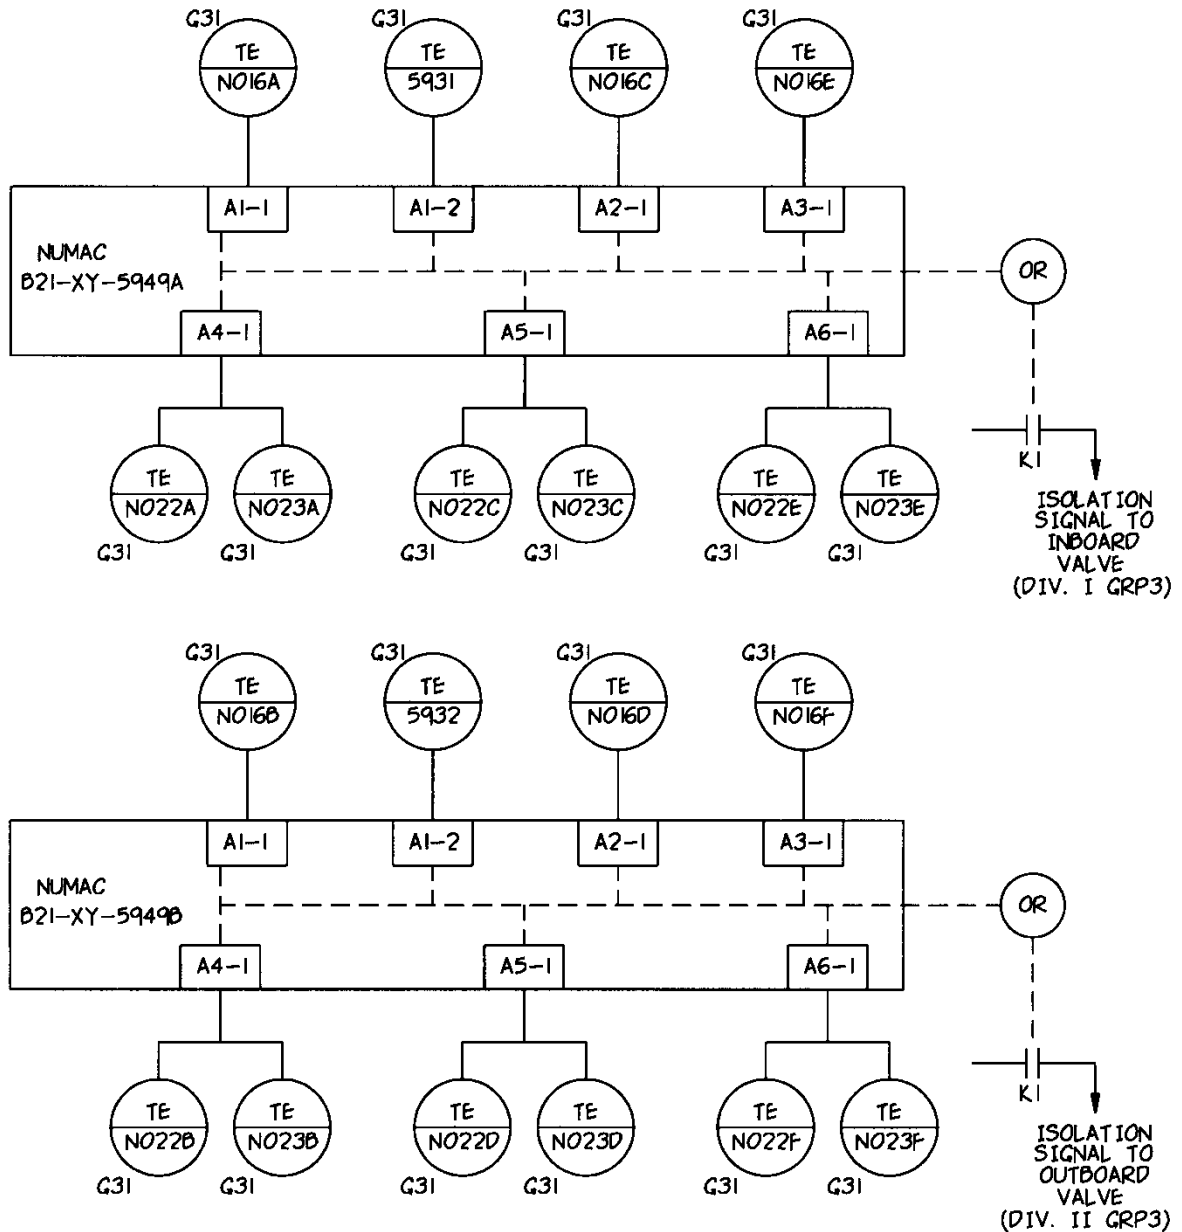 G31 G31 G31 G31
TE TE TE TE
N016A 5931 N016C N016E
A1-1 A1-2 A2-1 A3-1
NUMAC
B21-XY-5949A
OR
A4-1 A5-1 A6-1
K1
TE TE TE TE TE TE
N022A N023A N022C N023C N022E N023E
G31 G31 G31 G31 G31 G31
ISOLATION
SIGNAL TO
INBOARD
VALVE
(DIV. I GRP3)
G31 G31 G31 G31
TE TE TE TE
N016B 5932 N016D N016F
A1-1 A1-2 A2-1 A3-1
NUMAC
B21-XY-5949B
OR
A4-1 A5-1 A6-1
K1
TE TE TE TE TE TE
N022B N023B N022D N023D N022F N023F
G31 G31 G31 G31 G31 G31
ISOLATION
SIGNAL TO
OUTBOARD
VALVE
(DIV. II GRP3)